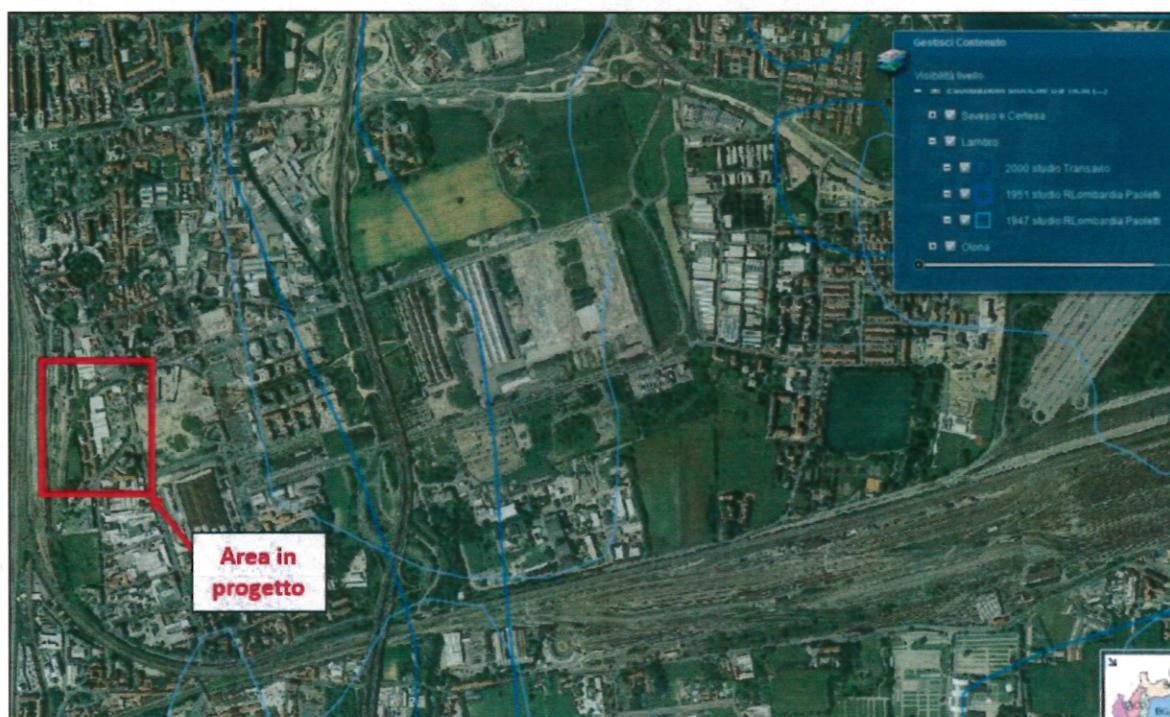 Gestisci Contenuto
Visibilità livello
Seveso e Certesa
Lambro
2000 studio Transavio
1951 studio RLombardia Paoletti
1947 studio RLombardia Paoletti
Olona
Area in
progetto